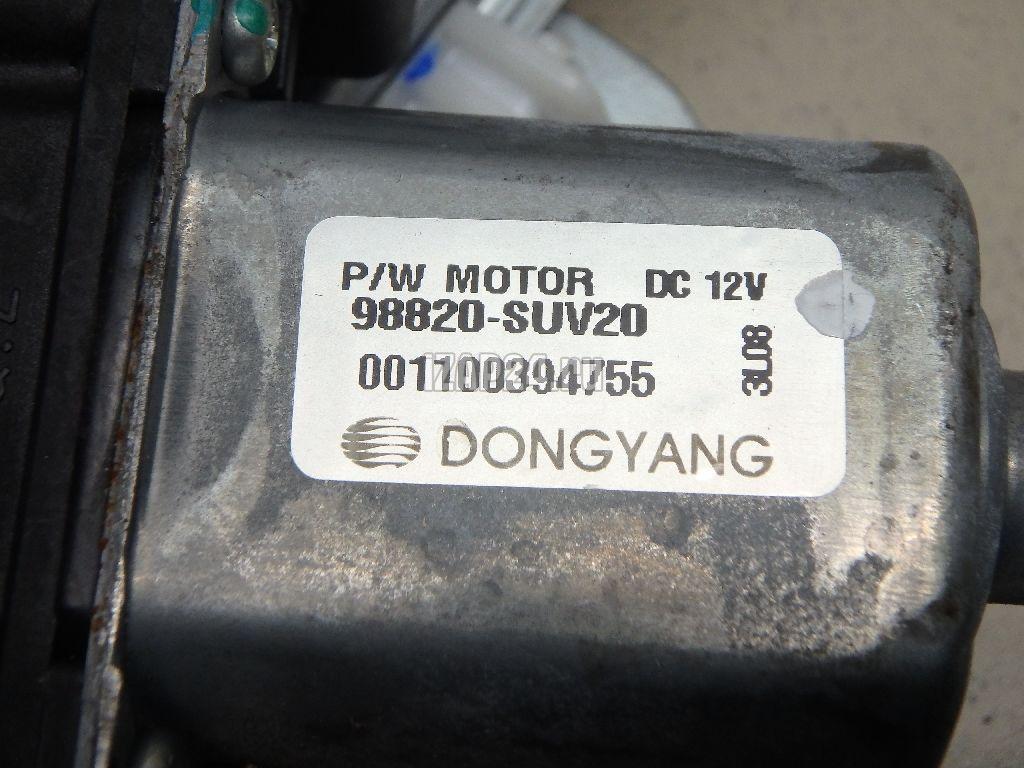 P/W MOTOR DC 12V
98820-SUV20
001100394755
3L08
DONGYANG